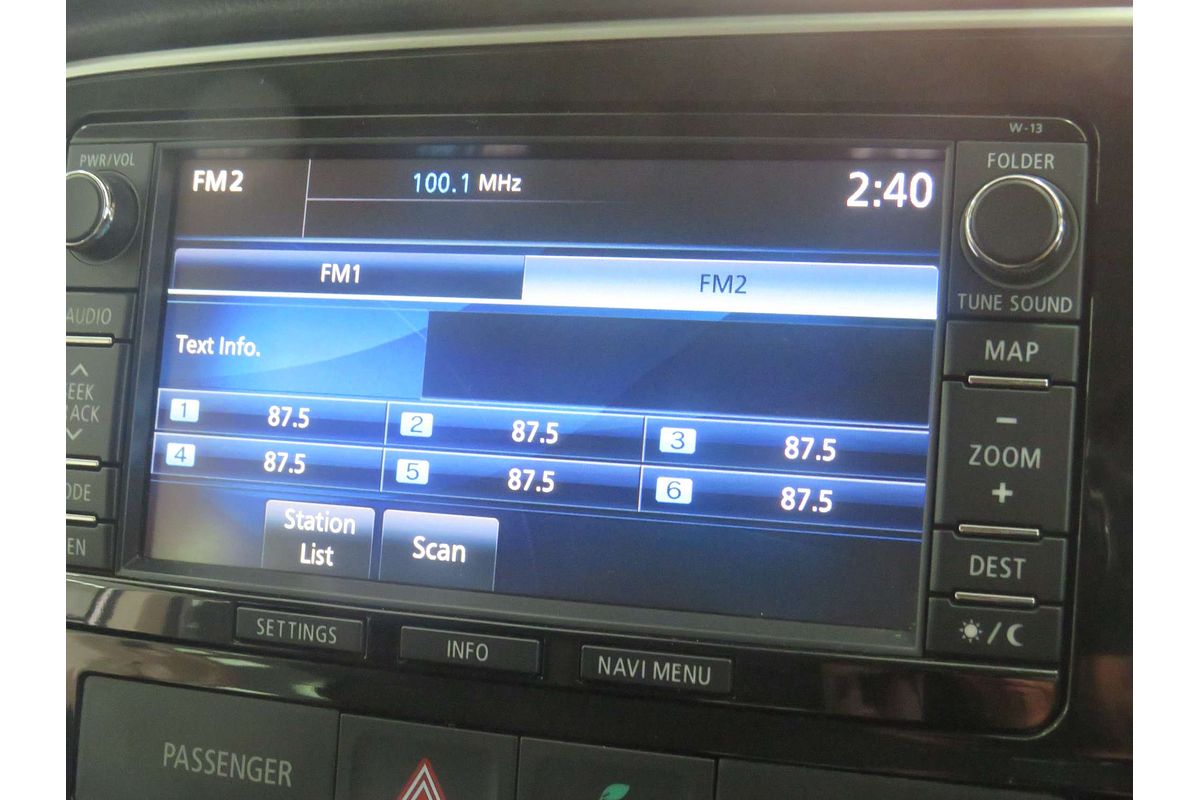 W-13
PWR/VOL
FOLDER
FM2
100.1 MHz
2:40
FM1
FM2
TUNE SOUND
AUDIO
Text Info.
MAP
1 87.5
2 87.5
3 87.5
4 87.5
5 87.5
6 87.5
−
ZOOM
+
Station
List
Scan
DEST
SETTINGS
INFO
NAVI MENU
PASSENGER